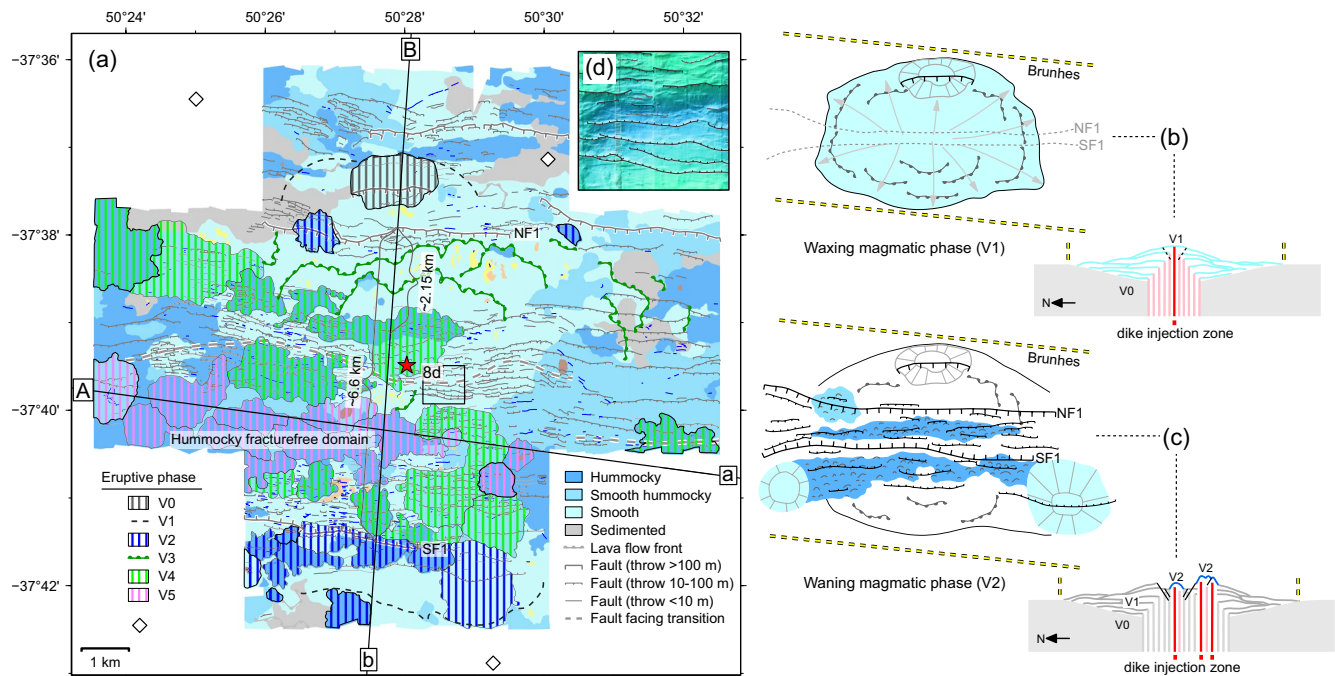 50°24'
50°26'
50°28'
50°30'
50°32'
−37°36'
−37°38'
−37°40'
−37°42'
(a)
B
(d)
NF1
~2.15 km
~6.6 km
8d
A
Hummocky fracturefree domain
a
SF1
b
Eruptive phase
V0
V1
V2
V3
V4
V5
1 km
Hummocky
Smooth hummocky
Smooth
Sedimented
Lava flow front
Fault (throw >100 m)
Fault (throw 10-100 m)
Fault (throw <10 m)
Fault facing transition
Brunhes
NF1
SF1
(b)
Waxing magmatic phase (V1)
V1
V0
N
dike injection zone
Brunhes
NF1
SF1
(c)
Waning magmatic phase (V2)
V2
V2
V1
V0
N
dike injection zone